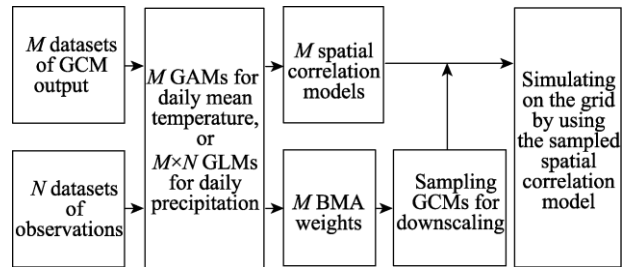 M datasets
of GCM
output
N datasets
of
observations
M GAMs for
daily mean
temperature,
or
M×N GLMs
for daily
precipitation
M spatial
correlation
models
M BMA
weights
Sampling
GCMs for
downscaling
Simulating
on the grid
by using
the sampled
spatial
correlation
model